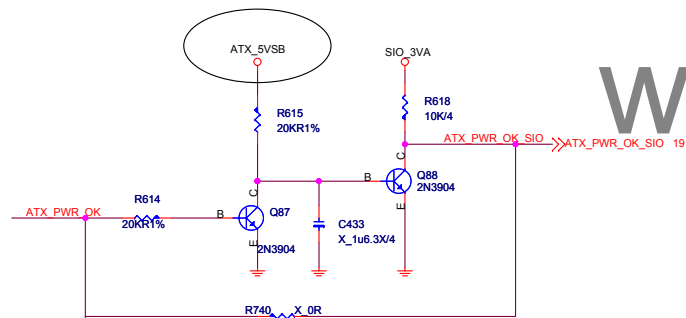 ATX_5VSB
SIO_3VA
W
R615
20KR1%
R618
10K/4
ATX_PWR_OK_SIO
ATX_PWR_OK_SIO 19
C
B
Q88
2N3904
E
R614
ATX_PWR_OK
20KR1%
C
B
Q87
E
2N3904
C433
X_1u6.3X/4
R740
X_0R